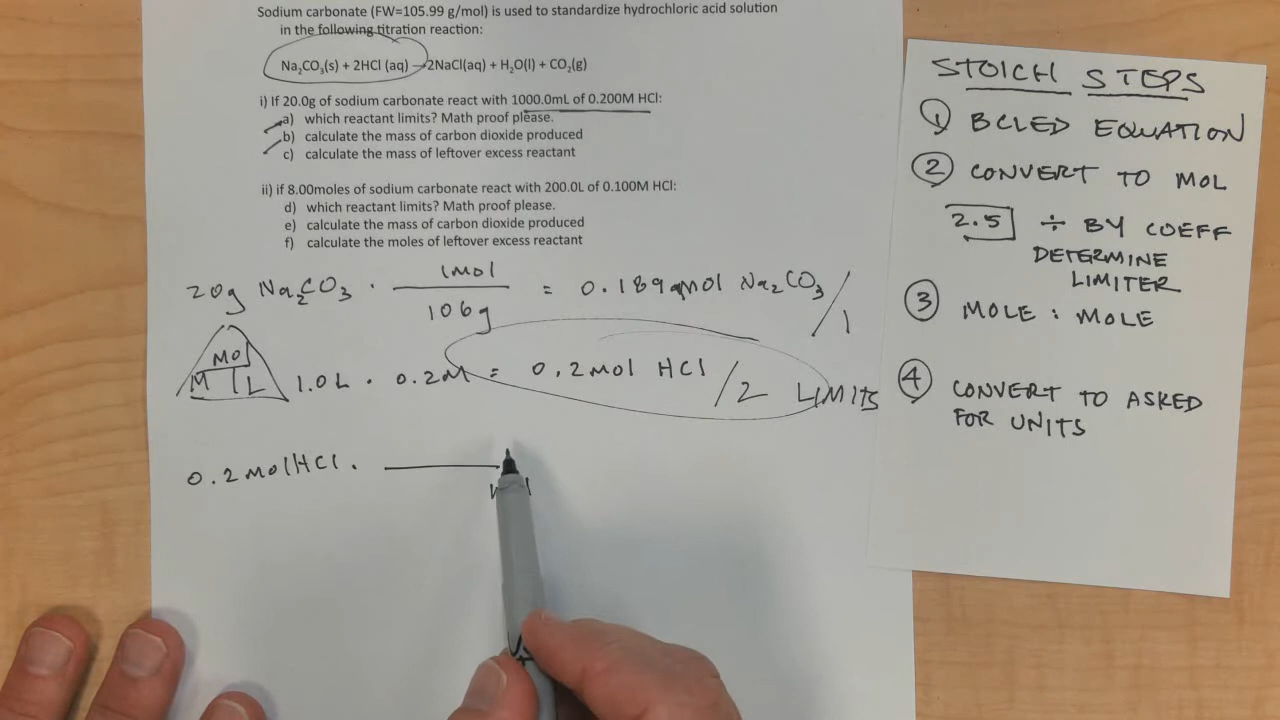 Sodium carbonate (FW=105.99 g/mol) is used to standardize hydrochloric acid solution
in the following titration reaction:
Na₂CO₃(s) + 2HCl (aq) → 2NaCl(aq) + H₂O(l) + CO₂(g)
i) If 20.0g of sodium carbonate react with 1000.0mL of 0.200M HCl:
a) which reactant limits? Math proof please.
b) calculate the mass of carbon dioxide produced
c) calculate the mass of leftover excess reactant
ii) if 8.00moles of sodium carbonate react with 200.0L of 0.100M HCl:
d) which reactant limits? Math proof please.
e) calculate the mass of carbon dioxide produced
f) calculate the moles of leftover excess reactant
20g Na₂CO₃ · 1mol / 106g = 0.189mol Na₂CO₃ / 1
Mol
M L 1.0L · 0.2M = 0.2mol HCl / 2 LIMITS
0.2molHCl ·
STOICH STEPS
① BCLED EQUATION
② CONVERT TO MOL
2.5 ÷ BY COEFF
DETERMINE
LIMITER
③ MOLE : MOLE
④ CONVERT TO ASKED
FOR UNITS